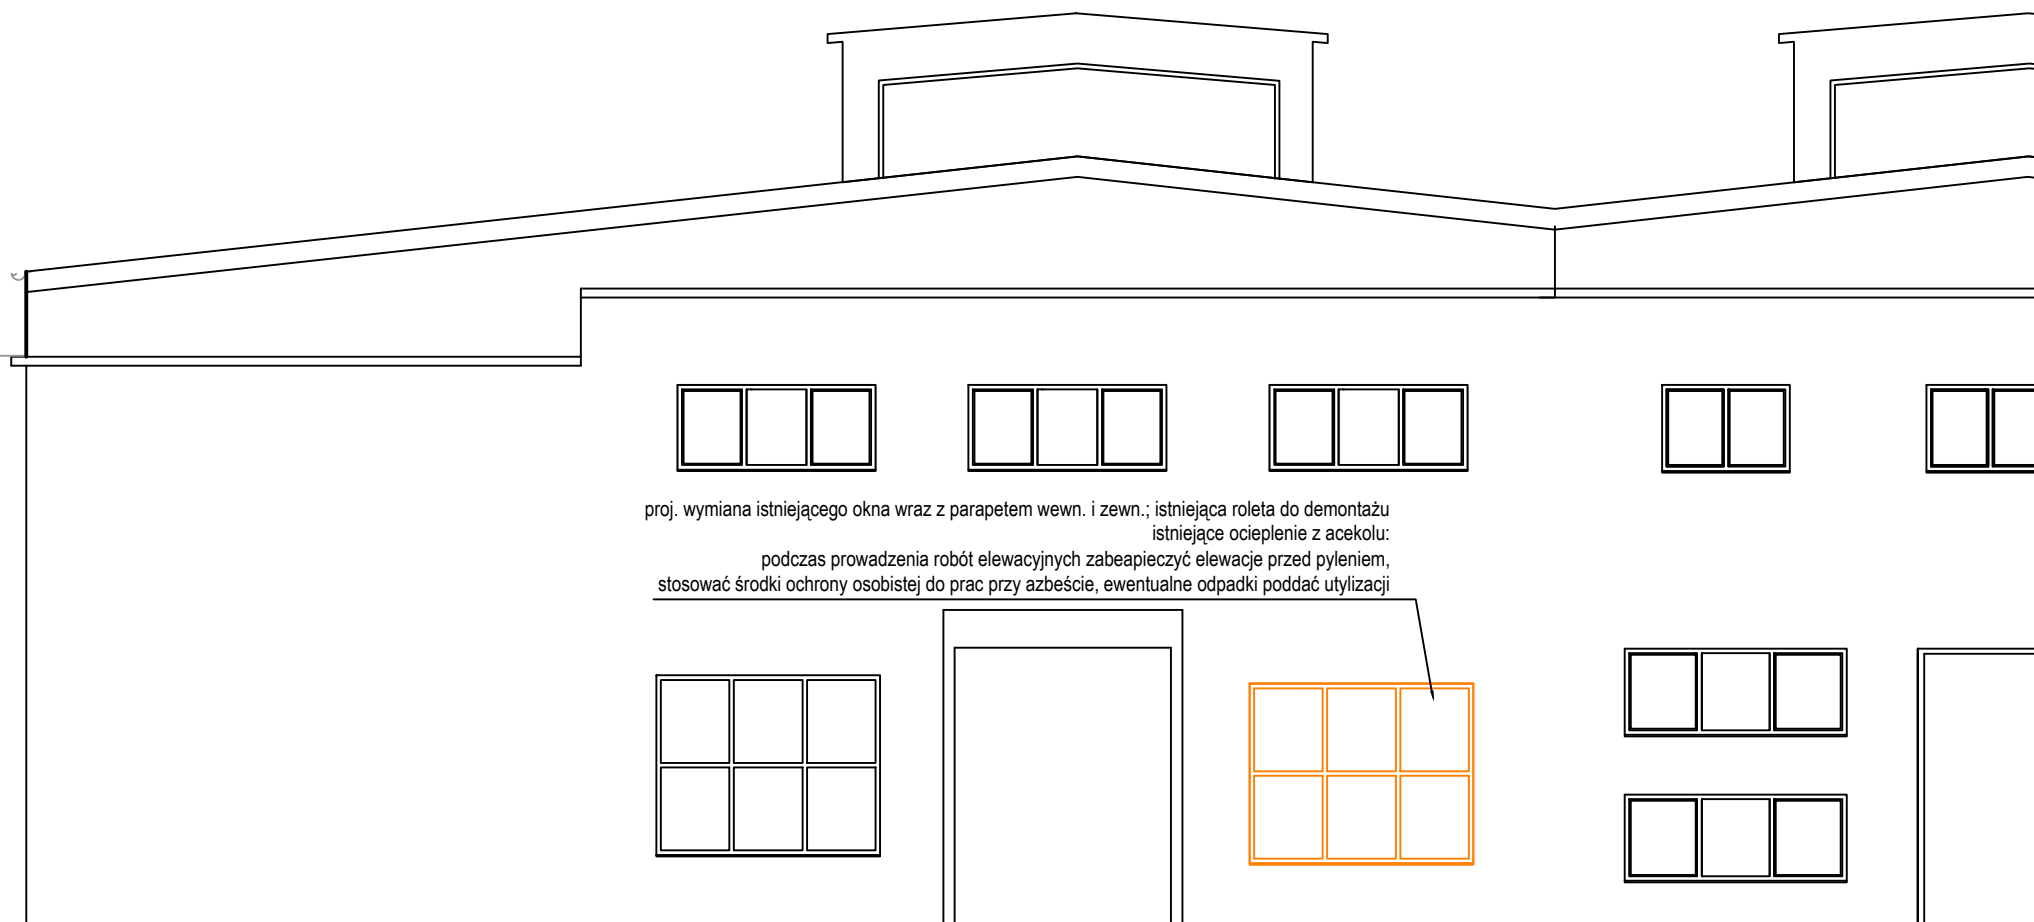 proj. wymiana istniejącego okna wraz z parapetem wewn. i zewn.; istniejąca roleta do demontażu
istniejące ocieplenie z acekolu:
podczas prowadzenia robót elewacyjnych zabeapieczyć elewacje przed pyleniem,
stosować środki ochrony osobistej do prac przy azbeście, ewentualne odpadki poddać utylizacji